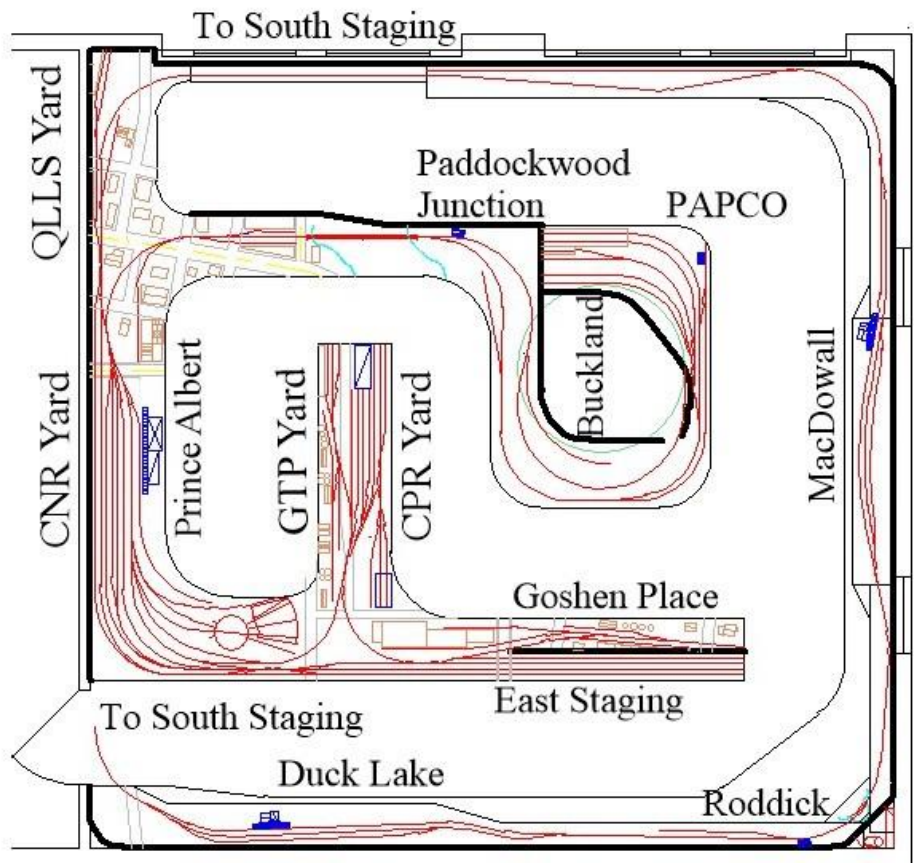 To South Staging
QLLS Yard
Paddockwood
Junction
PAPCO
Buckland
MacDowall
CNR Yard
Prince Albert
GTP Yard
CPR Yard
Goshen Place
East Staging
To South Staging
Duck Lake
Roddick